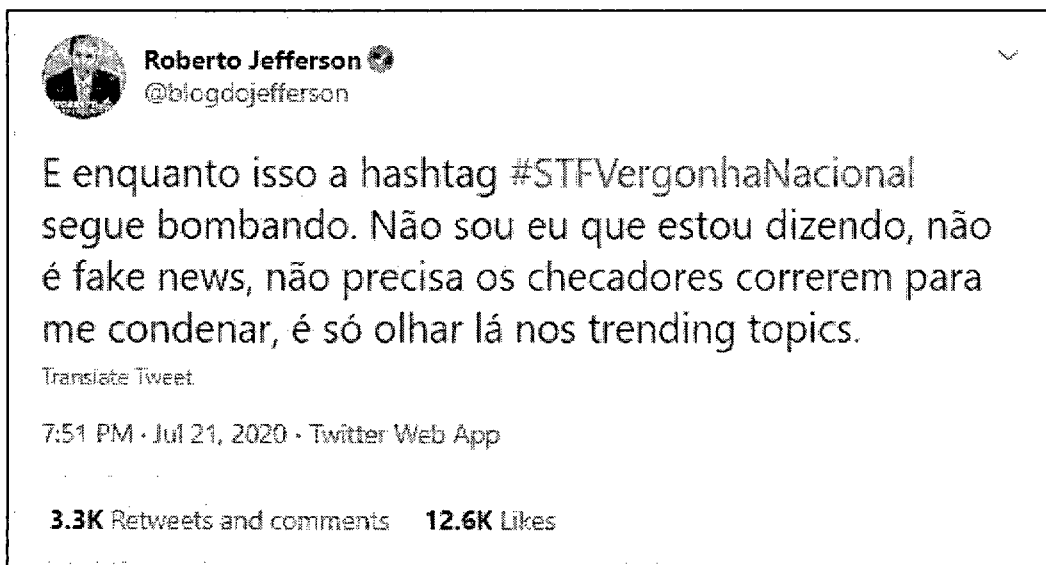 Roberto Jefferson
@blogdojefferson
E enquanto isso a hashtag #STFVergonhaNacional
segue bombando. Não sou eu que estou dizendo, não
é fake news, não precisa os checadores correrem para
me condenar, é só olhar lá nos trending topics.
Translate Tweet
7:51 PM · Jul 21, 2020 · Twitter Web App
3.3K Retweets and comments 12.6K Likes